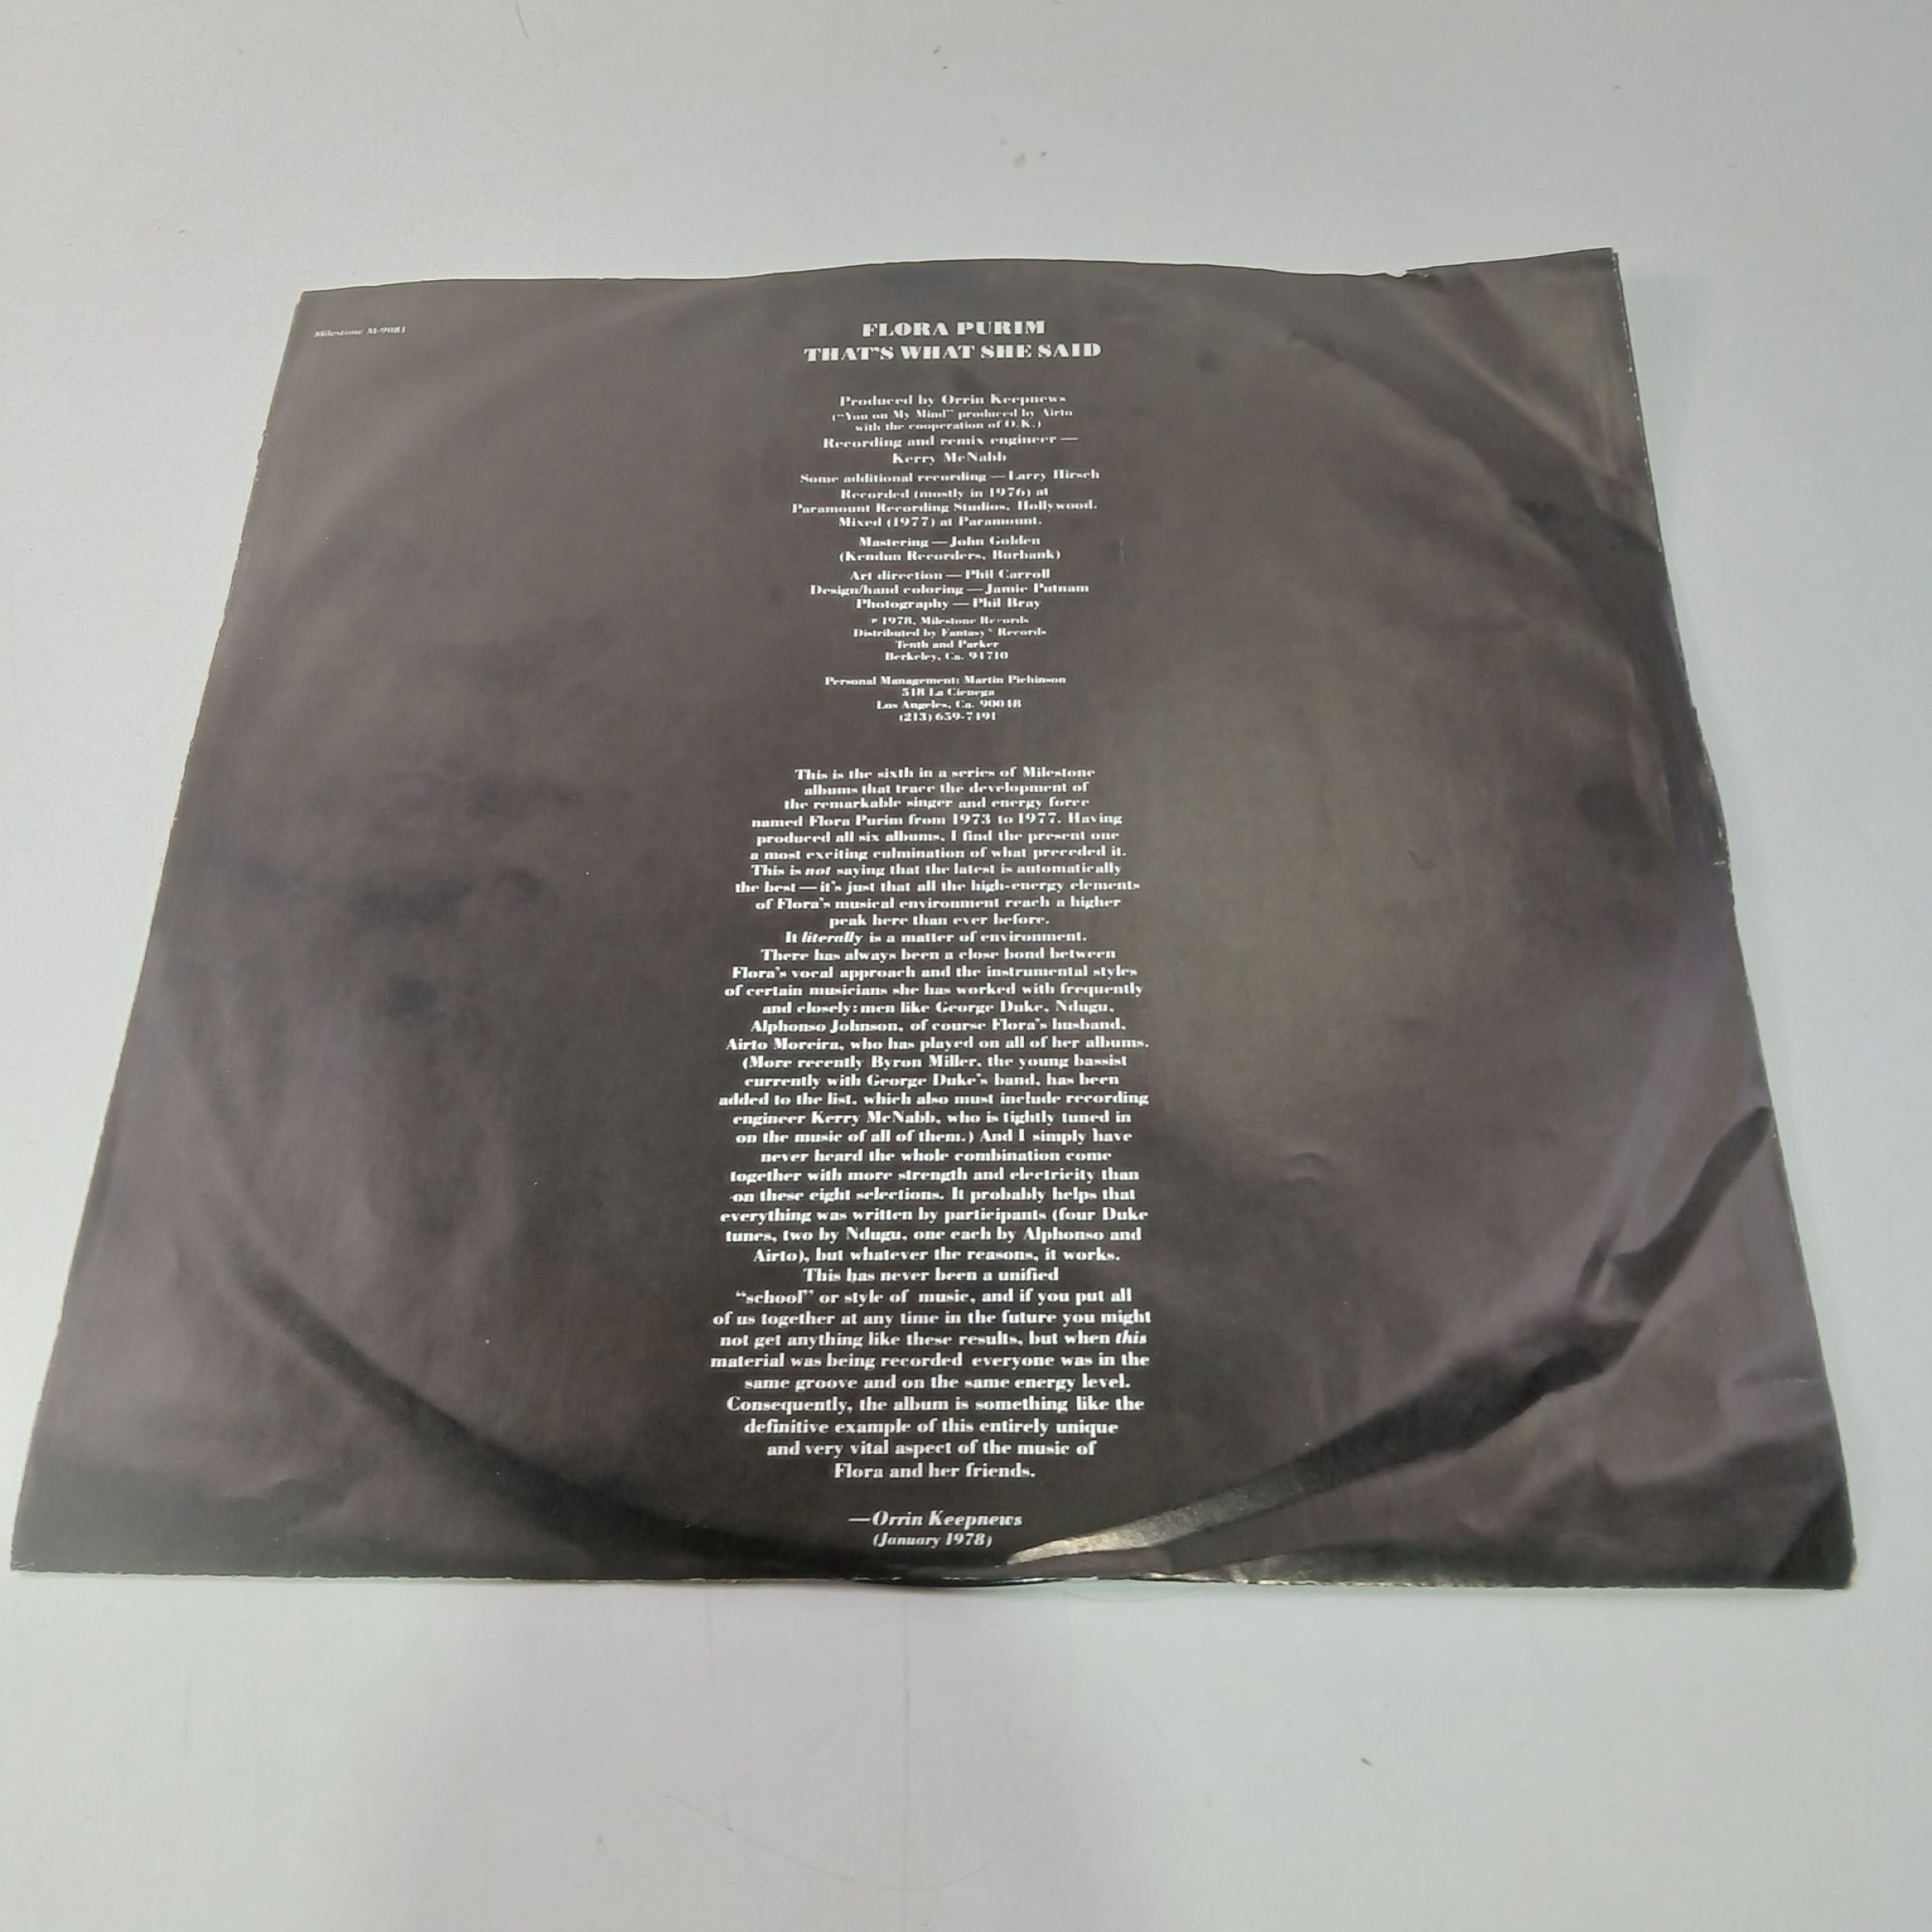 Milestone M-9081
FLORA PURIM
THAT'S WHAT SHE SAID
Produced by Orrin Keepnews
("You on My Mind" produced by Airto
with the cooperation of O.K.)
Recording and remix engineer —
Kerry McNabb
Some additional recording — Larry Hirsch
Recorded (mostly in 1976) at
Paramount Recording Studios, Hollywood.
Mixed (1977) at Paramount.
Mastering — John Golden
(Kendun Recorders, Burbank)
Art direction — Phil Carroll
Design/hand coloring — Jamie Putnam
Photography — Phil Bray
℗ 1978, Milestone Records
Distributed by Fantasy® Records
Tenth and Parker
Berkeley, Ca. 94710
Personal Management: Martin Pichinson
518 La Cienega
Los Angeles, Ca. 90048
(213) 659-7491
This is the sixth in a series of Milestone
albums that trace the development of
the remarkable singer and energy force
named Flora Purim from 1973 to 1977. Having
produced all six albums, I find the present one
a most exciting culmination of what preceded it.
This is not saying that the latest is automatically
the best — it's just that all the high-energy elements
of Flora's musical environment reach a higher
peak here than ever before.
It literally is a matter of environment.
There has always been a close bond between
Flora's vocal approach and the instrumental styles
of certain musicians she has worked with frequently
and closely: men like George Duke, Ndugu,
Alphonso Johnson, of course Flora's husband,
Airto Moreira, who has played on all of her albums.
(More recently Byron Miller, the young bassist
currently with George Duke's band, has been
added to the list, which also must include recording
engineer Kerry McNabb, who is tightly tuned in
on the music of all of them.) And I simply have
never heard the whole combination come
together with more strength and electricity than
on these eight selections. It probably helps that
everything was written by participants (four Duke
tunes, two by Ndugu, one each by Alphonso and
Airto), but whatever the reasons, it works.
This has never been a unified
"school" or style of music, and if you put all
of us together at any time in the future you might
not get anything like these results, but when this
material was being recorded everyone was in the
same groove and on the same energy level.
Consequently, the album is something like the
definitive example of this entirely unique
and very vital aspect of the music of
Flora and her friends.
—Orrin Keepnews
(January 1978)